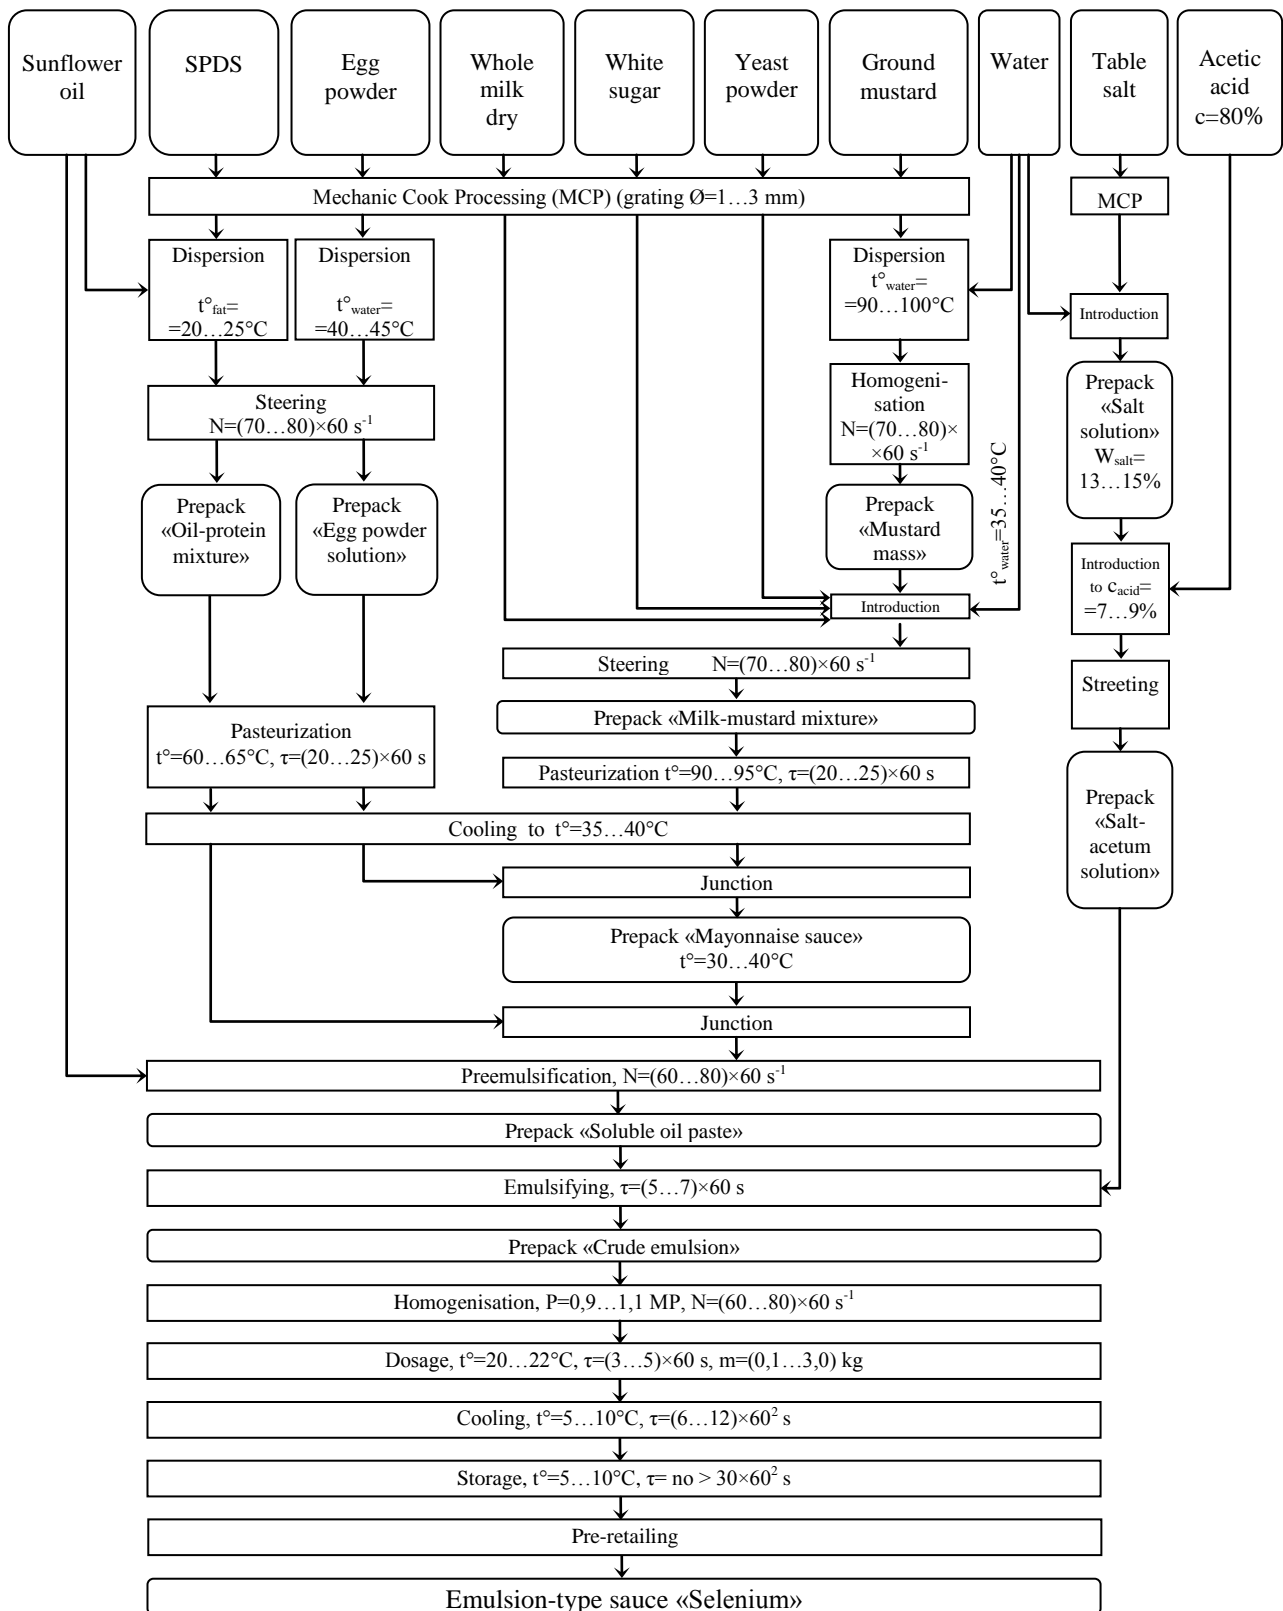 Sunflower
oil
SPDS
Egg
powder
Whole
milk
dry
White
sugar
Yeast
powder
Ground
mustard
Water
Table
salt
Acetic
acid
c=80%
Mechanic Cook Processing (MCP) (grating Ø=1…3 mm)
MCP
Dispersion
t°fat=
=20…25°C
Dispersion
t°water=
=40…45°C
Dispersion
t°water=
=90…100°C
Introduction
Steering
N=(70…80)×60 s-1
Homogeni-
sation
N=(70…80)×
×60 s-1
Prepack
«Salt
solution»
Wsalt=
13…15%
Prepack
«Oil-protein
mixture»
Prepack
«Egg powder
solution»
Prepack
«Mustard
mass»
t°water=35…40°C
Introduction
to cacid=
=7…9%
Introduction
Steering N=(70…80)×60 s-1
Streeting
Prepack «Milk-mustard mixture»
Pasteurization
t°=60…65°C, τ=(20…25)×60 s
Pasteurization t°=90…95°C, τ=(20…25)×60 s
Prepack
«Salt-
acetum
solution»
Cooling to t°=35…40°C
Junction
Prepack «Mayonnaise sauce»
t°=30…40°C
Junction
Preemulsification, N=(60…80)×60 s-1
Prepack «Soluble oil paste»
Emulsifying, τ=(5…7)×60 s
Prepack «Crude emulsion»
Homogenisation, P=0,9…1,1 MP, N=(60…80)×60 s-1
Dosage, t°=20…22°C, τ=(3…5)×60 s, m=(0,1…3,0) kg
Cooling, t°=5…10°C, τ=(6…12)×60² s
Storage, t°=5…10°C, τ= no > 30×60² s
Pre-retailing
Emulsion-type sauce «Selenium»